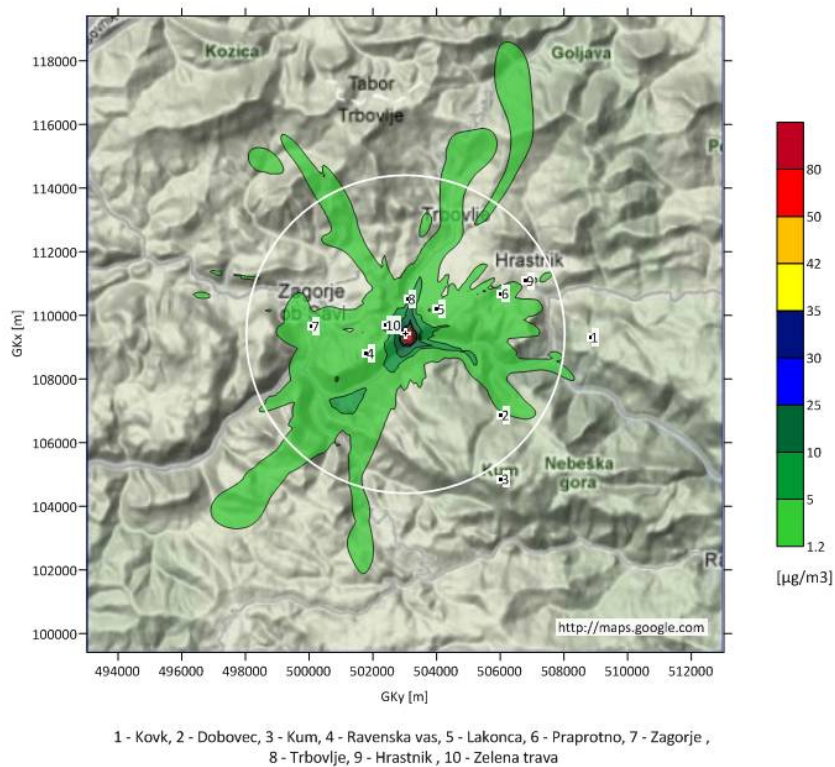 118000
116000
114000
112000
110000
108000
106000
104000
102000
100000
GKx [m]
Kozica
Goljava
Tabor
Trbovlje
Trbovlje
Hrastnik
Zagorje
ob Savi
Kum
Nebeška
gora
8
9
6
5
10
7
4
1
2
3
http://maps.google.com
494000 496000 498000 500000 502000 504000 506000 508000 510000 512000
GKy [m]
80
50
42
35
31
25
10
5
1.2
[µg/m3]
1 - Kovk, 2 - Dobovec, 3 - Kum, 4 - Ravenska vas, 5 - Lakonca, 6 - Praprotno, 7 - Zagorje ,
8 - Trbovlje, 9 - Hrastnik , 10 - Zelena trava